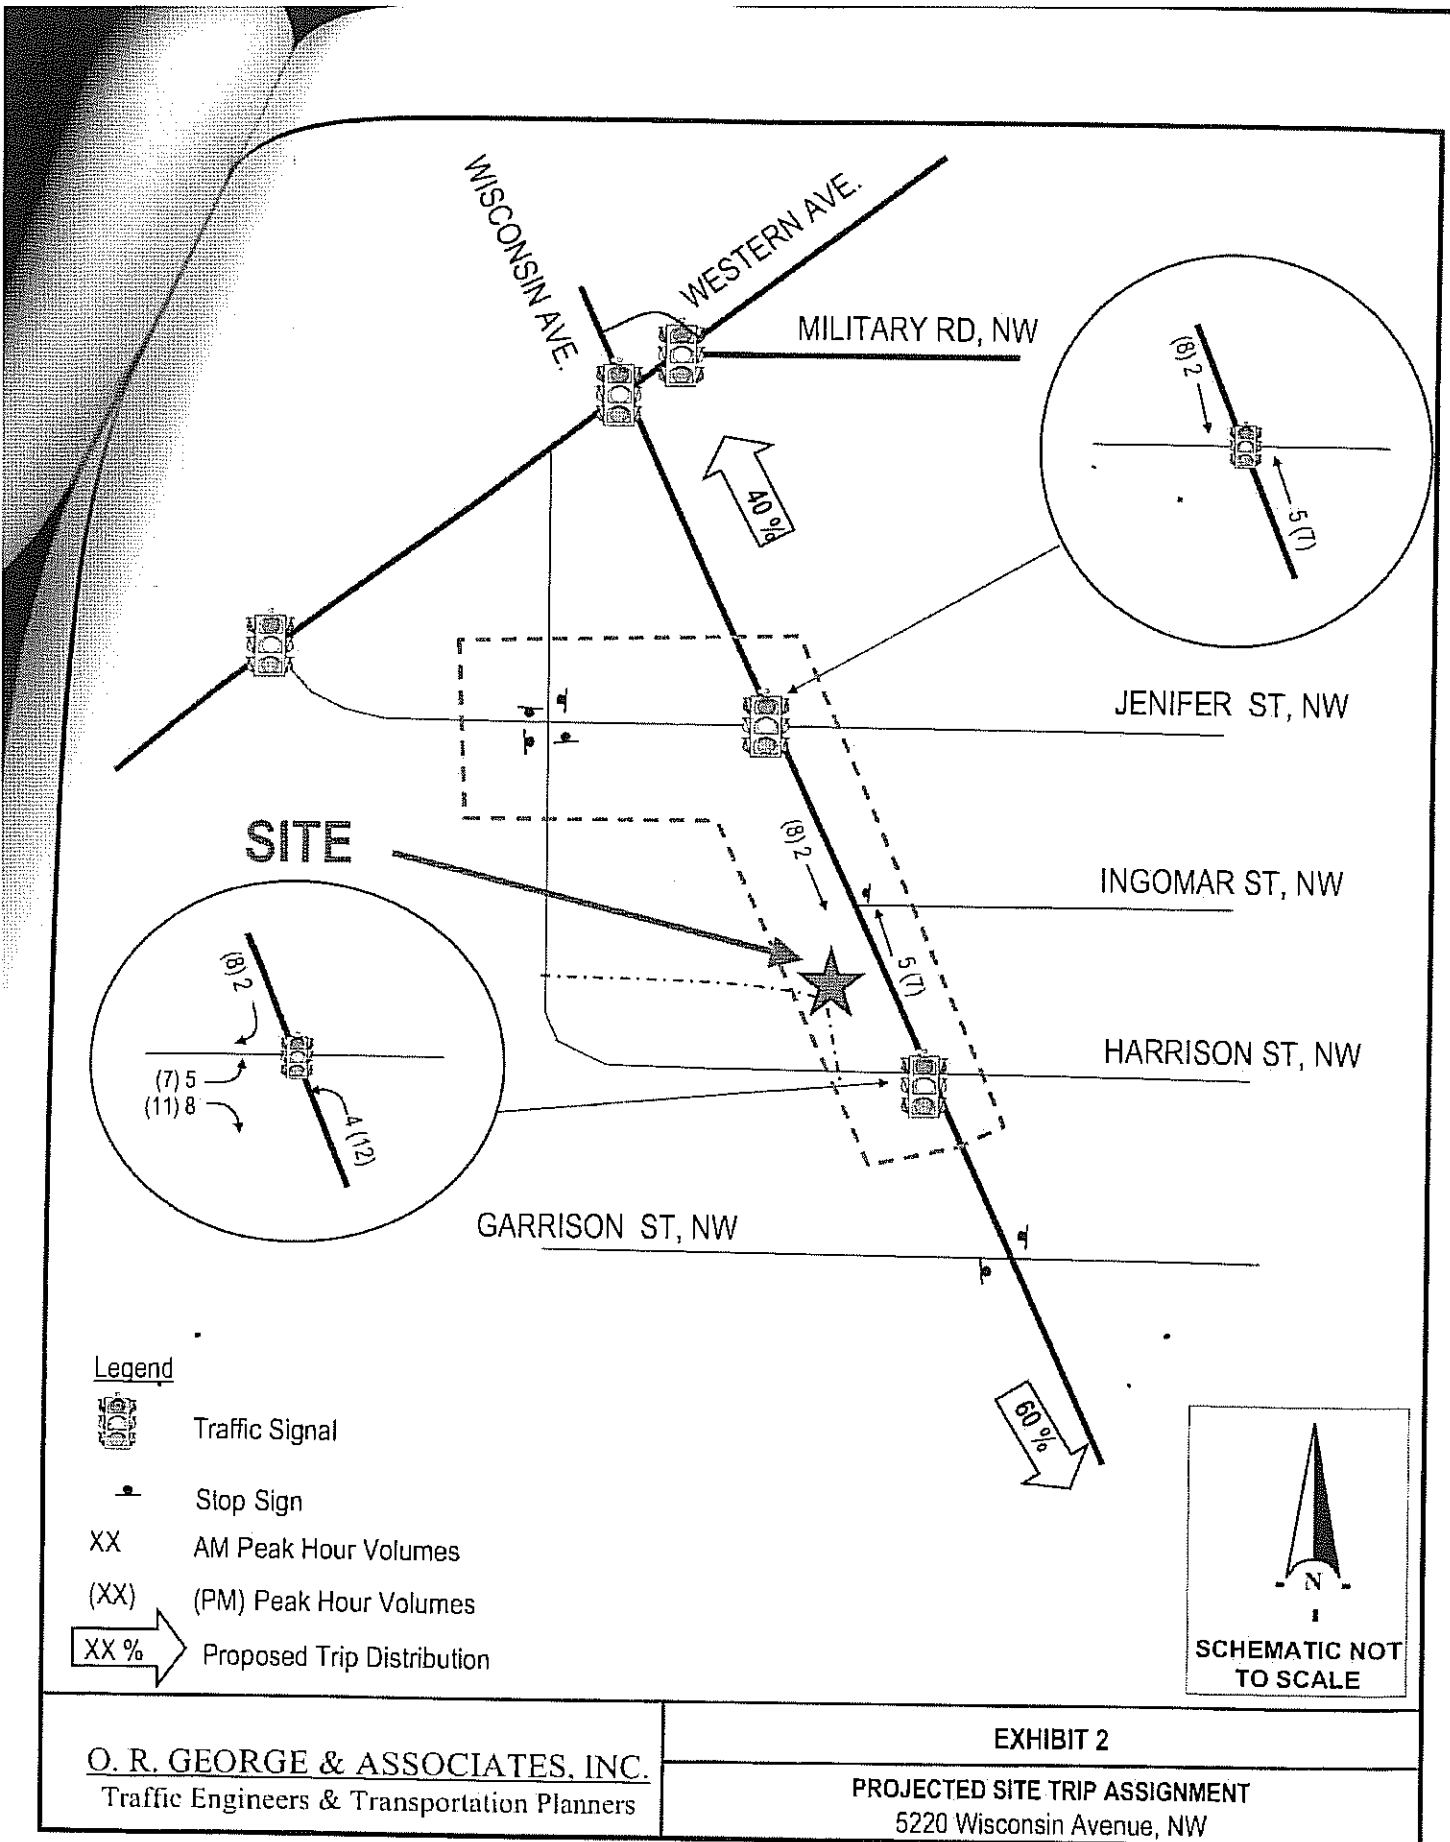 WISCONSIN AVE.
WESTERN AVE.
MILITARY RD, NW
(8) 2
5 (7)
40 %
JENIFER ST, NW
SITE
(8) 2
INGOMAR ST, NW
5 (7)
(8) 2
(7) 5
(11) 8
4 (12)
HARRISON ST, NW
GARRISON ST, NW
60 %
Legend
Traffic Signal
Stop Sign
XX AM Peak Hour Volumes
(XX) (PM) Peak Hour Volumes
XX % Proposed Trip Distribution
N
SCHEMATIC NOT
TO SCALE
O. R. GEORGE & ASSOCIATES, INC.
Traffic Engineers & Transportation Planners
EXHIBIT 2
PROJECTED SITE TRIP ASSIGNMENT
5220 Wisconsin Avenue, NW